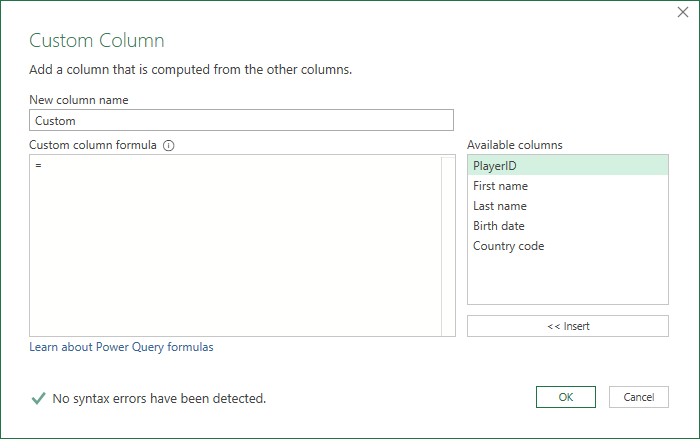 Custom Column
Add a column that is computed from the other columns.
New column name
Custom
Custom column formula
=
Available columns
PlayerID
First name
Last name
Birth date
Country code
<< Insert
Learn about Power Query formulas
No syntax errors have been detected.
OK
Cancel